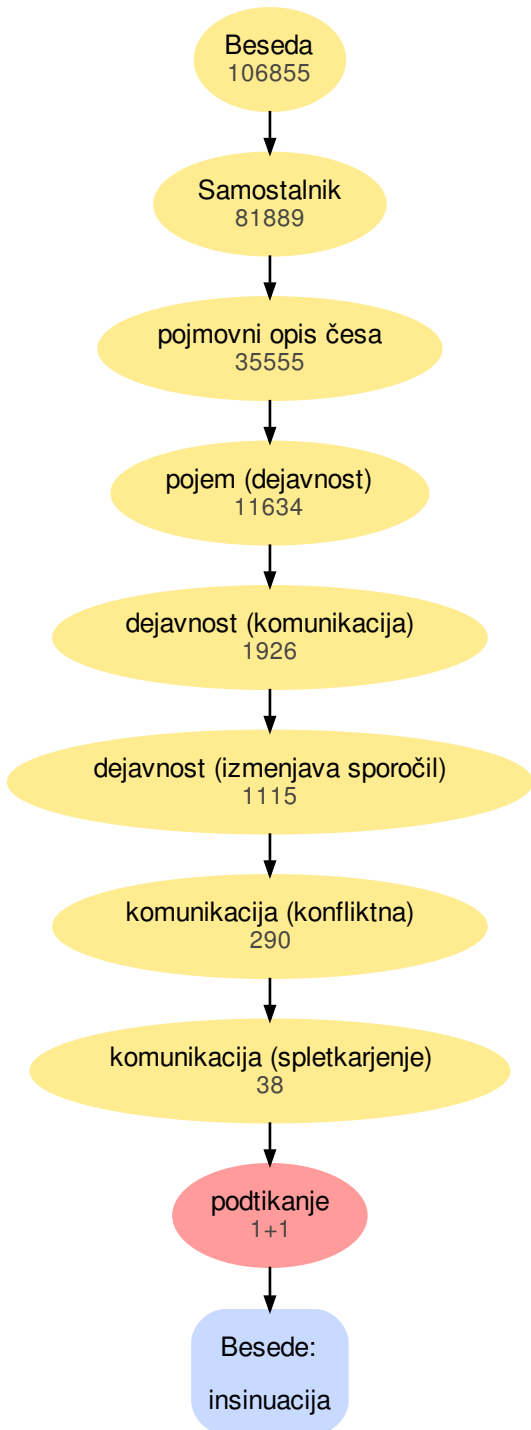 Beseda
106855
Samostalnik
81889
pojmovni opis česa
35555
pojem (dejavnost)
11634
dejavnost (komunikacija)
1926
dejavnost (izmenjava sporočil)
1115
komunikacija (konfliktna)
290
komunikacija (spletkarjenje)
38
podtikanje
1+1
Besede:
insinuacija